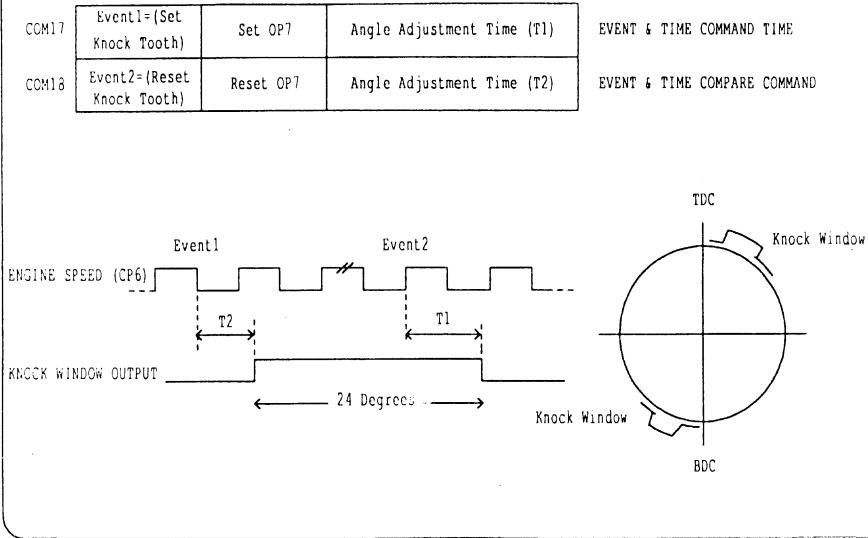 COM17 Event1=(Set Knock Tooth) Set OP7 Angle Adjustment Time (T1) EVENT & TIME COMMAND TIME
COM18 Event2=(Reset Knock Tooth) Reset OP7 Angle Adjustment Time (T2) EVENT & TIME COMPARE COMMAND
TDC
Knock Window
Event1 Event2
ENGINE SPEED (CP6)
T2 T1
KNOCK WINDOW OUTPUT
24 Degrees
Knock Window
BDC